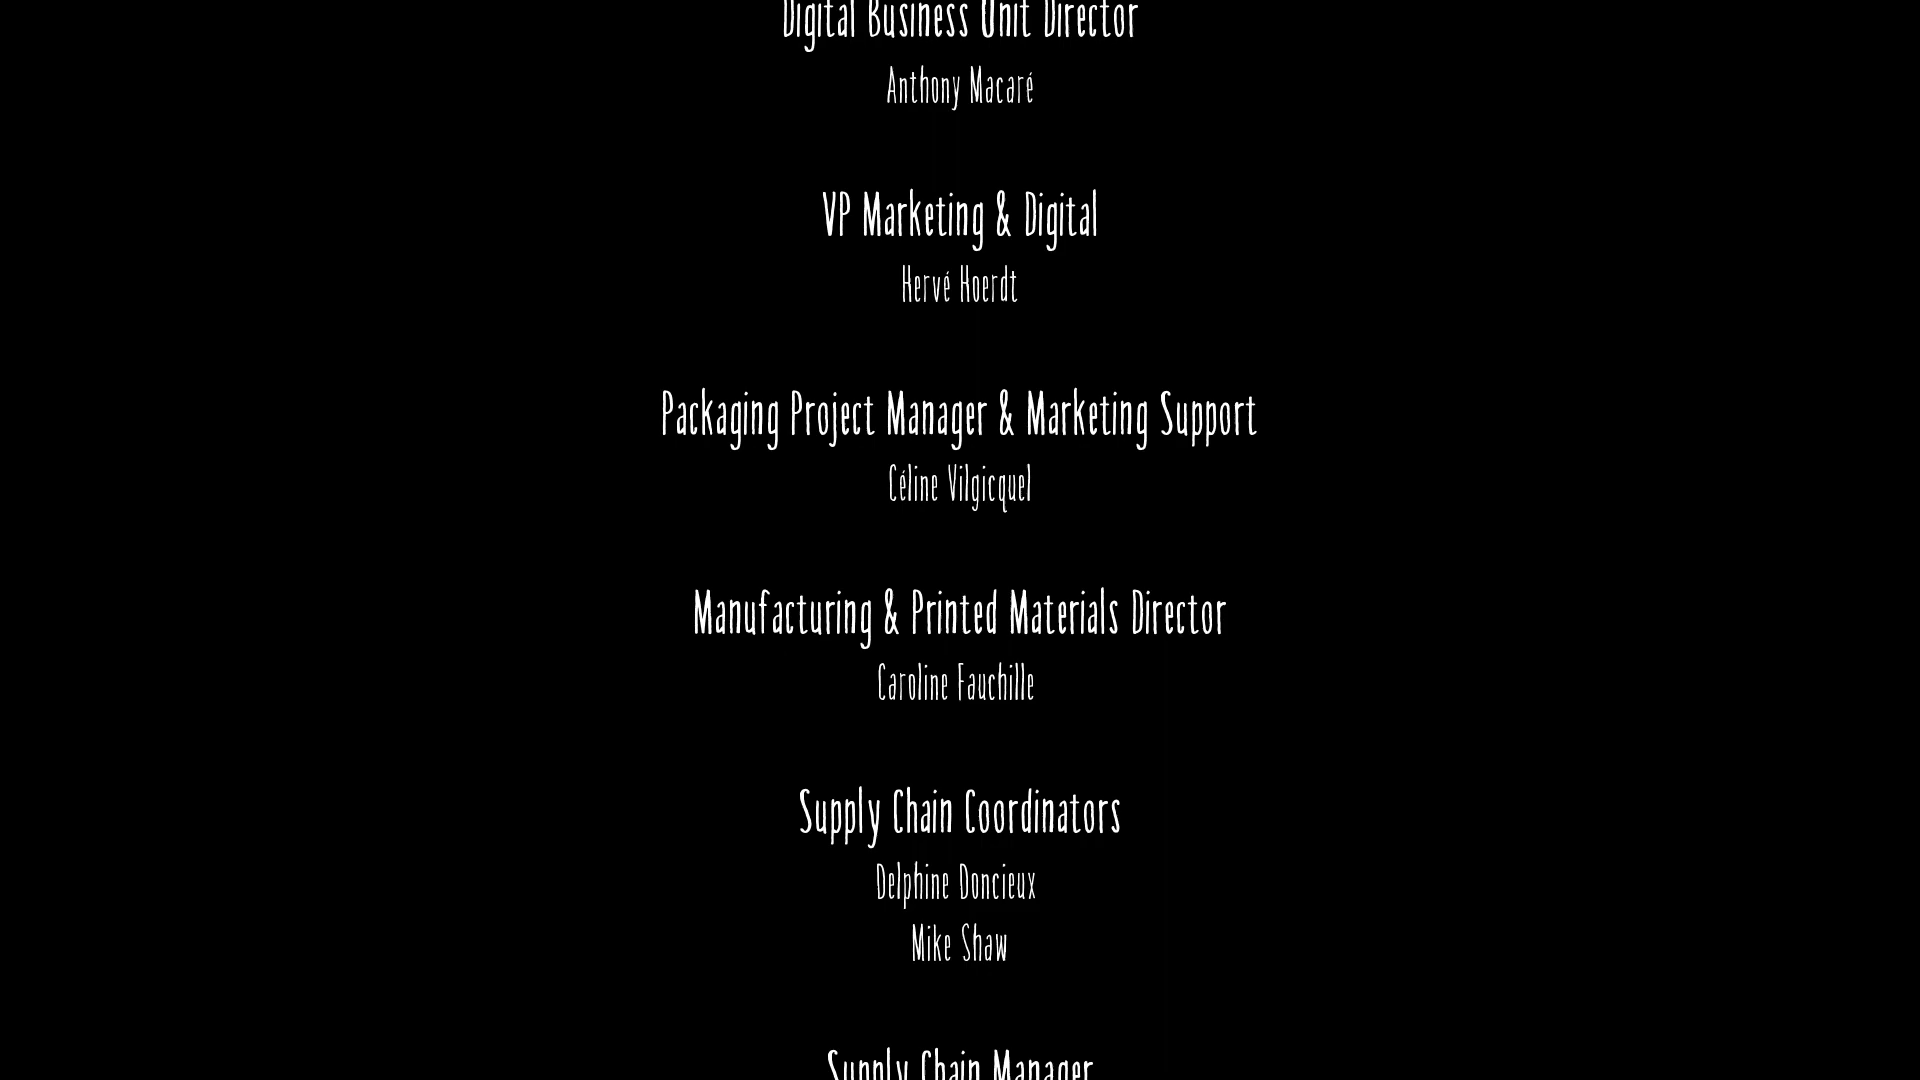 Digital Business Unit Director
Anthony Macaré
VP Marketing & Digital
Hervé Hoerdt
Packaging Project Manager & Marketing Support
Céline Vilgicquel
Manufacturing & Printed Materials Director
Caroline Fauchille
Supply Chain Coordinators
Delphine Doncieux
Mike Shaw
Supply Chain Manager